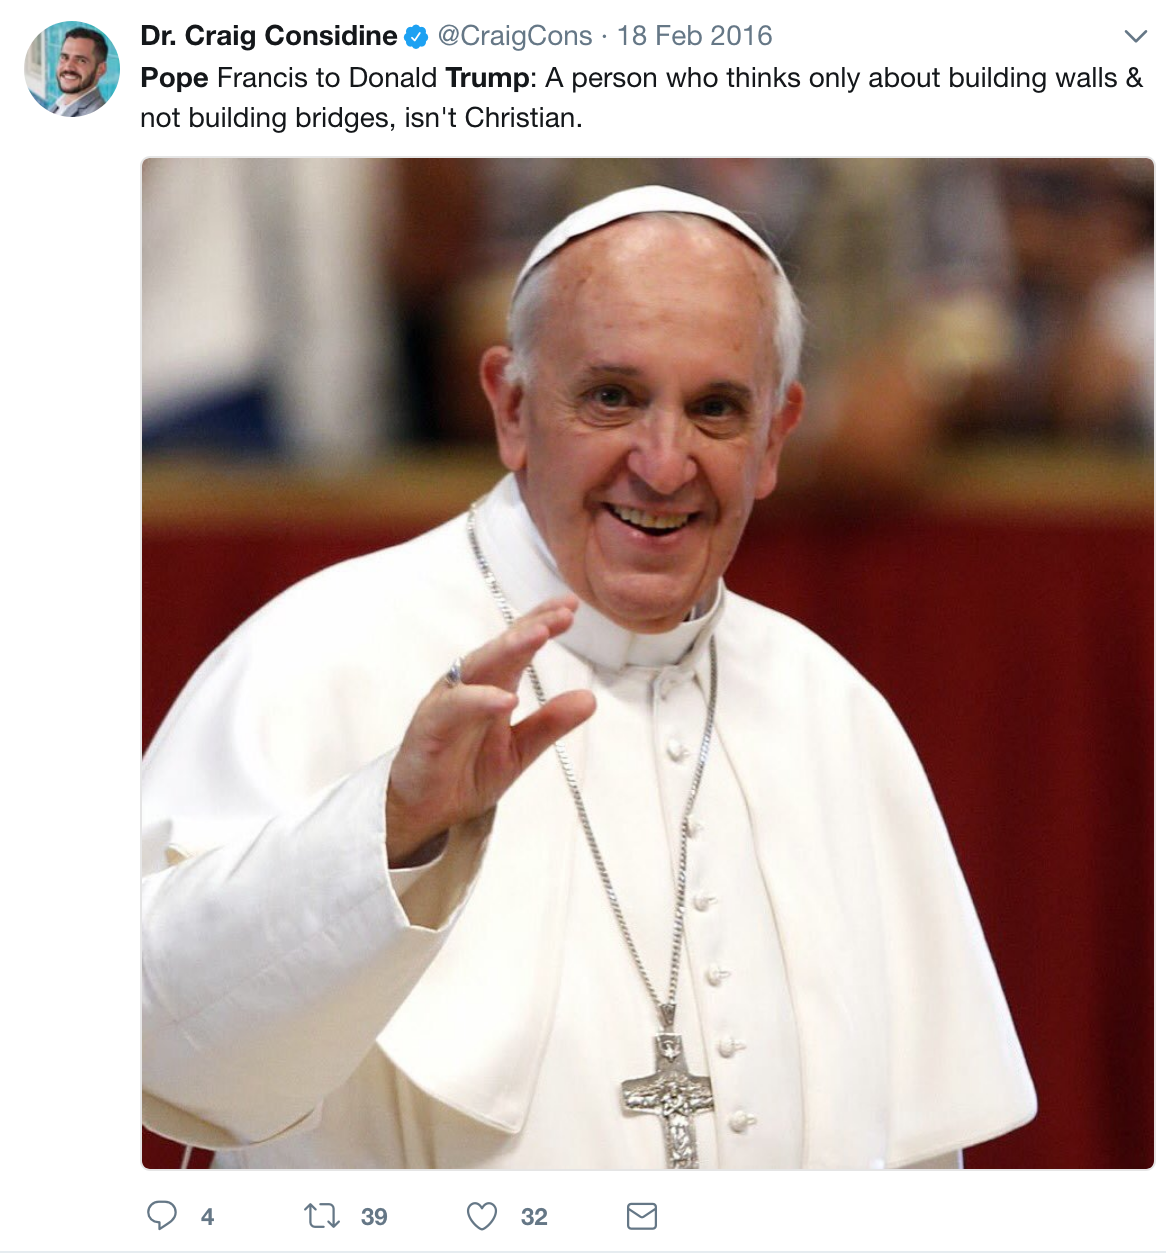 Dr. Craig Considine @CraigCons · 18 Feb 2016
Pope Francis to Donald Trump: A person who thinks only about building walls &
not building bridges, isn't Christian.
4 39 32